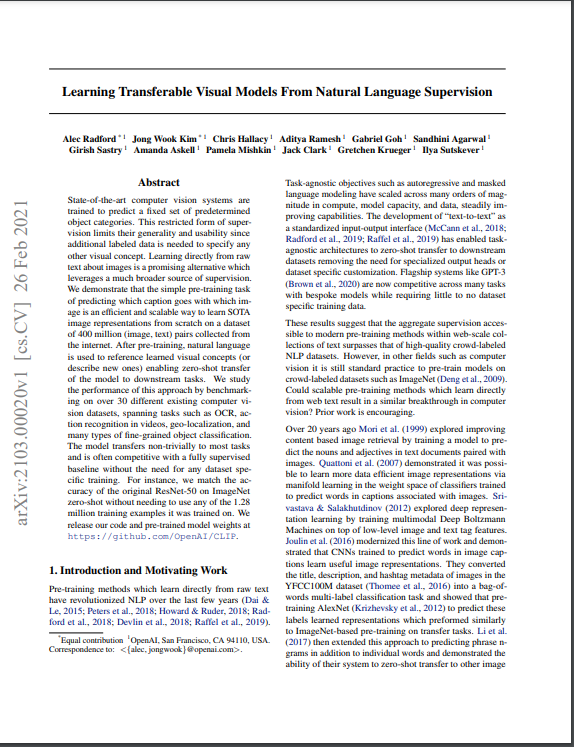 Learning Transferable Visual Models From Natural Language Supervision
Alec Radford * 1 Jong Wook Kim * 1 Chris Hallacy 1 Aditya Ramesh 1 Gabriel Goh 1 Sandhini Agarwal 1
Girish Sastry 1 Amanda Askell 1 Pamela Mishkin 1 Jack Clark 1 Gretchen Krueger 1 Ilya Sutskever 1
arXiv:2103.00020v1 [cs.CV] 26 Feb 2021
Abstract
State-of-the-art computer vision systems are
trained to predict a fixed set of predetermined
object categories. This restricted form of super-
vision limits their generality and usability since
additional labeled data is needed to specify any
other visual concept. Learning directly from raw
text about images is a promising alternative which
leverages a much broader source of supervision.
We demonstrate that the simple pre-training task
of predicting which caption goes with which im-
age is an efficient and scalable way to learn SOTA
image representations from scratch on a dataset
of 400 million (image, text) pairs collected from
the internet. After pre-training, natural language
is used to reference learned visual concepts (or
describe new ones) enabling zero-shot transfer
of the model to downstream tasks. We study
the performance of this approach by benchmark-
ing on over 30 different existing computer vi-
sion datasets, spanning tasks such as OCR, ac-
tion recognition in videos, geo-localization, and
many types of fine-grained object classification.
The model transfers non-trivially to most tasks
and is often competitive with a fully supervised
baseline without the need for any dataset spe-
cific training. For instance, we match the ac-
curacy of the original ResNet-50 on ImageNet
zero-shot without needing to use any of the 1.28
million training examples it was trained on. We
release our code and pre-trained model weights at
https://github.com/OpenAI/CLIP.
1. Introduction and Motivating Work
Pre-training methods which learn directly from raw text
have revolutionized NLP over the last few years (Dai &
Le, 2015; Peters et al., 2018; Howard & Ruder, 2018; Rad-
ford et al., 2018; Devlin et al., 2018; Raffel et al., 2019).
*Equal contribution 1OpenAI, San Francisco, CA 94110, USA.
Correspondence to: <{alec, jongwook}@openai.com>.
Task-agnostic objectives such as autoregressive and masked
language modeling have scaled across many orders of mag-
nitude in compute, model capacity, and data, steadily im-
proving capabilities. The development of “text-to-text” as
a standardized input-output interface (McCann et al., 2018;
Radford et al., 2019; Raffel et al., 2019) has enabled task-
agnostic architectures to zero-shot transfer to downstream
datasets removing the need for specialized output heads or
dataset specific customization. Flagship systems like GPT-3
(Brown et al., 2020) are now competitive across many tasks
with bespoke models while requiring little to no dataset
specific training data.
These results suggest that the aggregate supervision acces-
sible to modern pre-training methods within web-scale col-
lections of text surpasses that of high-quality crowd-labeled
NLP datasets. However, in other fields such as computer
vision it is still standard practice to pre-train models on
crowd-labeled datasets such as ImageNet (Deng et al., 2009).
Could scalable pre-training methods which learn directly
from web text result in a similar breakthrough in computer
vision? Prior work is encouraging.
Over 20 years ago Mori et al. (1999) explored improving
content based image retrieval by training a model to pre-
dict the nouns and adjectives in text documents paired with
images. Quattoni et al. (2007) demonstrated it was possi-
ble to learn more data efficient image representations via
manifold learning in the weight space of classifiers trained
to predict words in captions associated with images. Sri-
vastava & Salakhutdinov (2012) explored deep represen-
tation learning by training multimodal Deep Boltzmann
Machines on top of low-level image and text tag features.
Joulin et al. (2016) modernized this line of work and demon-
strated that CNNs trained to predict words in image cap-
tions learn useful image representations. They converted
the title, description, and hashtag metadata of images in the
YFCC100M dataset (Thomee et al., 2016) into a bag-of-
words multi-label classification task and showed that pre-
training AlexNet (Krizhevsky et al., 2012) to predict these
labels learned representations which preformed similarly
to ImageNet-based pre-training on transfer tasks. Li et al.
(2017) then extended this approach to predicting phrase n-
grams in addition to individual words and demonstrated the
ability of their system to zero-shot transfer to other image